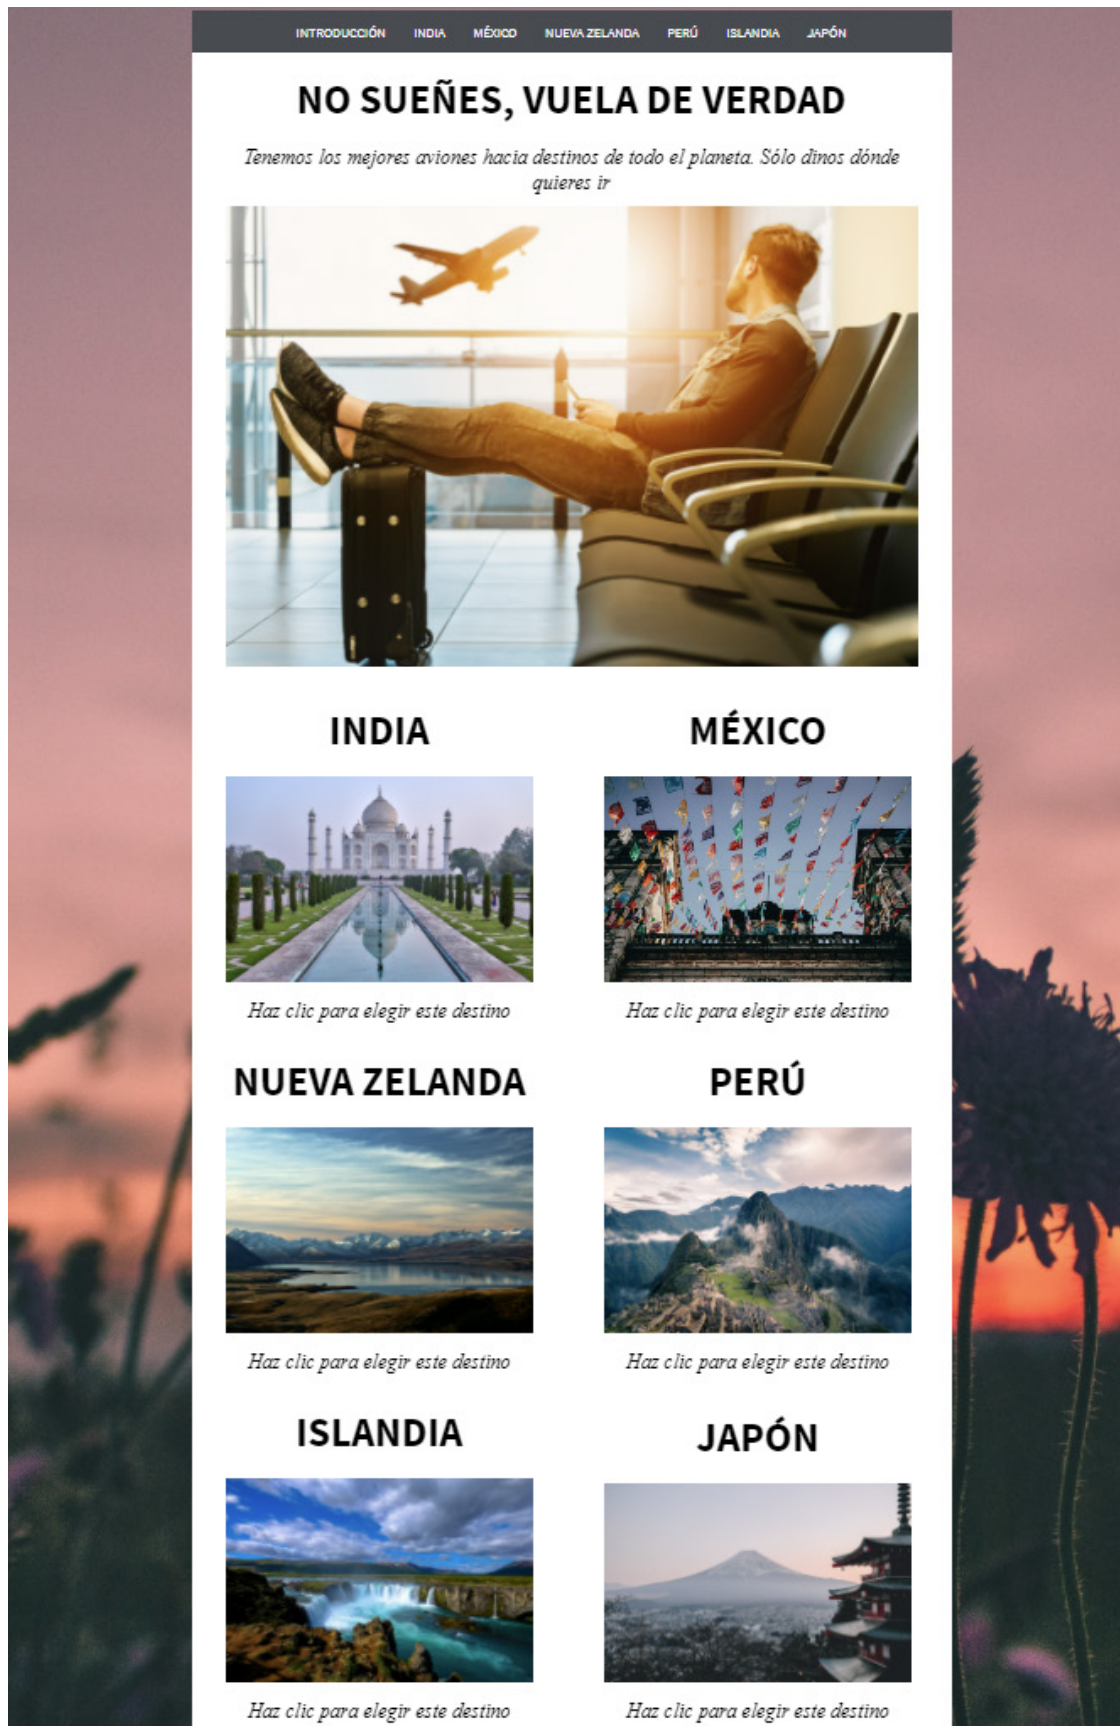 INTRODUCCIÓN INDIA MÉXICO NUEVA ZELANDA PERÚ ISLANDIA JAPÓN
NO SUEÑES, VUELA DE VERDAD
Tenemos los mejores aviones hacia destinos de todo el planeta. Sólo dinos dónde
quieres ir
INDIA
MÉXICO
Haz clic para elegir este destino
Haz clic para elegir este destino
NUEVA ZELANDA
PERÚ
Haz clic para elegir este destino
Haz clic para elegir este destino
ISLANDIA
JAPÓN
Haz clic para elegir este destino
Haz clic para elegir este destino